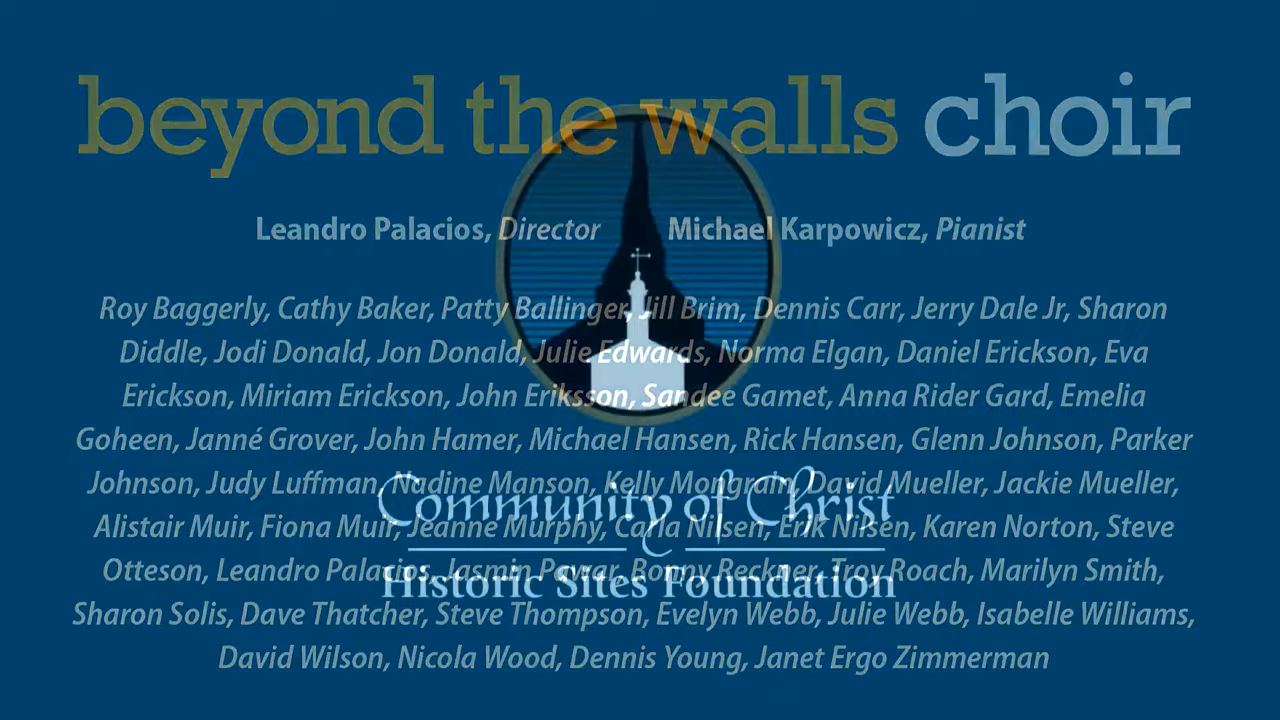 beyond the walls choir
Leandro Palacios, Director Michael Karpowicz, Pianist
Roy Baggerly, Cathy Baker, Patty Ballinger, Jill Brim, Dennis Carr, Jerry Dale Jr, Sharon
Diddle, Jodi Donald, Jon Donald, Julie Edwards, Norma Elgan, Daniel Erickson, Eva
Erickson, Miriam Erickson, John Eriksson, Sandee Gamet, Anna Rider Gard, Emelia
Goheen, Janné Grover, John Hamer, Michael Hansen, Rick Hansen, Glenn Johnson, Parker
Johnson, Judy Luffman, Nadine Manson, Kelly Mongrain, David Mueller, Jackie Mueller,
Community of Christ
Alistair Muir, Fiona Muir, Jeanne Murphy, Carla Nilsen, Erik Nilsen, Karen Norton, Steve
Otteson, Leandro Palacios, Jasmin Bonny Reckner, Troy Roach, Marilyn Smith,
Historic Sites Foundation
Sharon Solis, Dave Thatcher, Steve Thompson, Evelyn Webb, Julie Webb, Isabelle Williams,
David Wilson, Nicola Wood, Dennis Young, Janet Ergo Zimmerman